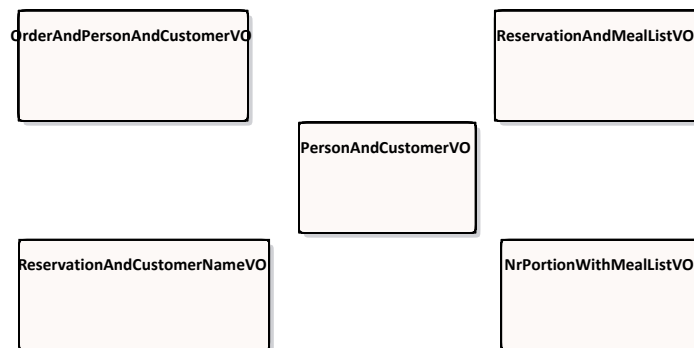 OrderAndPersonAndCustomerVO
ReservationAndMealListVO
PersonAndCustomerVO
ReservationAndCustomerNameVO
NrPortionWithMealListVO